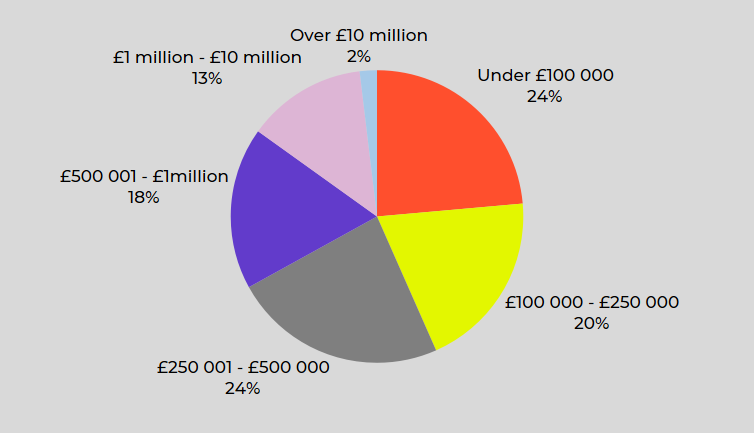 Over £10 million
2%
£1 million - £10 million
13%
Under £100 000
24%
£500 001 - £1million
18%
£100 000 - £250 000
20%
£250 001 - £500 000
24%